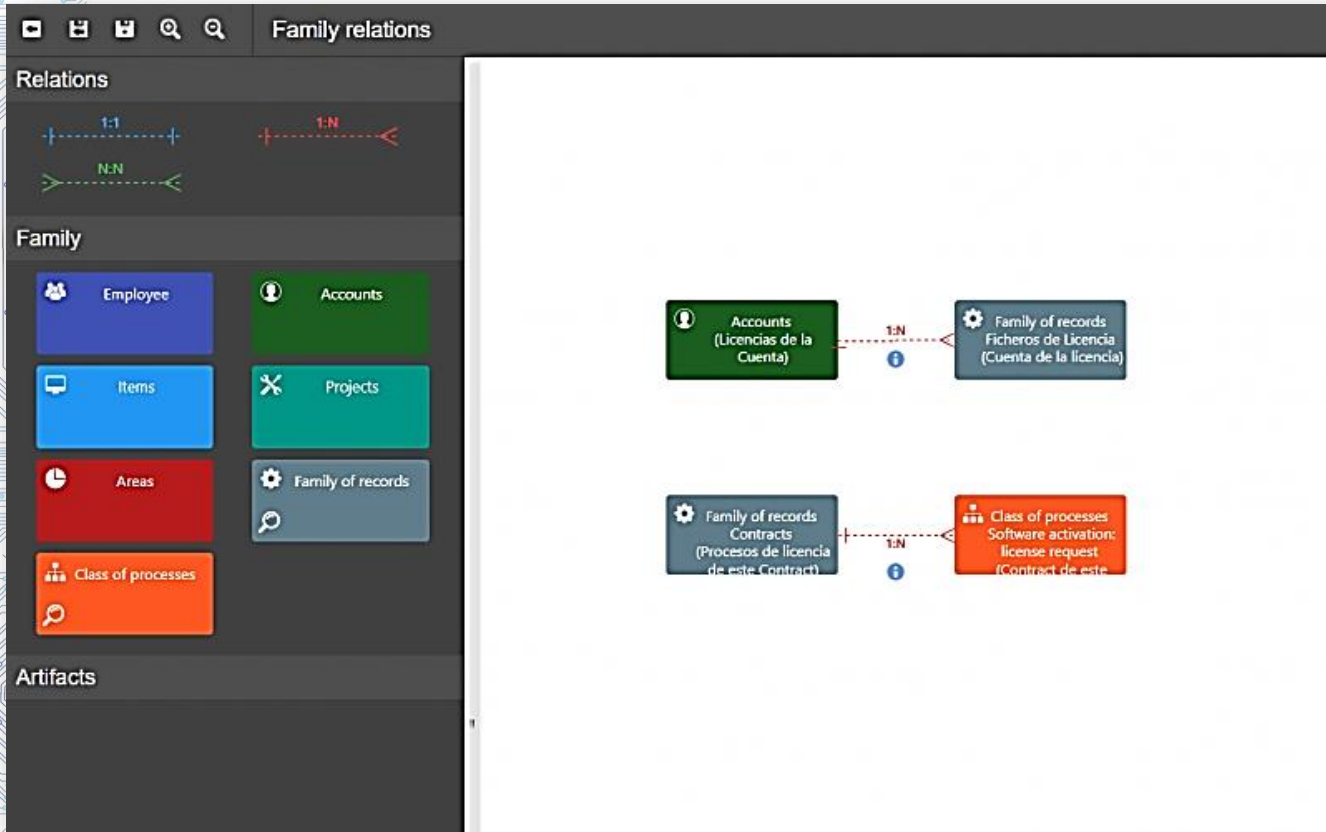 Family relations
Relations
1:1
1:N
N:N
Family
Employee
Accounts
Items
Projects
Areas
Family of records
Class of processes
Artifacts
Accounts
(Licencias de la
Cuenta)
1:N
Family of records
Ficheros de Licencia
(Cuenta de la licencia)
Family of records
Contracts
(Procesos de licencia
de este Contract)
1:N
Class of processes
Software activation:
license request
(Contract de este